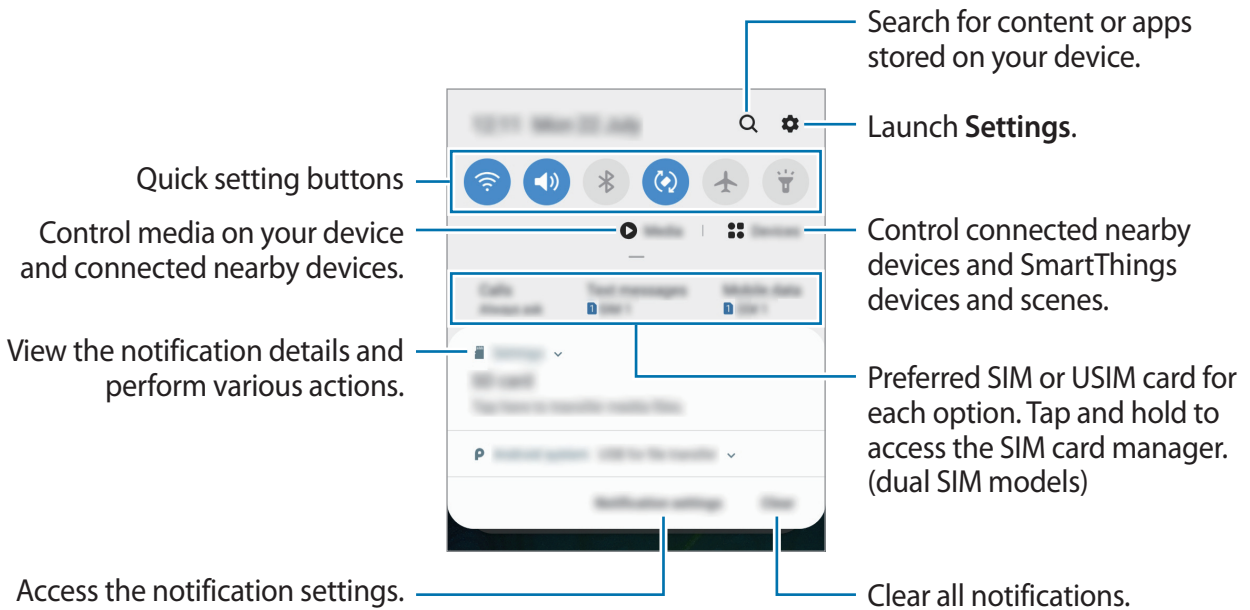 Search for content or apps
stored on your device.
Launch Settings.
Quick setting buttons
Control media on your device
and connected nearby devices.
Control connected nearby
devices and SmartThings
devices and scenes.
View the notification details and
perform various actions.
Preferred SIM or USIM card for
each option. Tap and hold to
access the SIM card manager.
(dual SIM models)
Access the notification settings.
Clear all notifications.